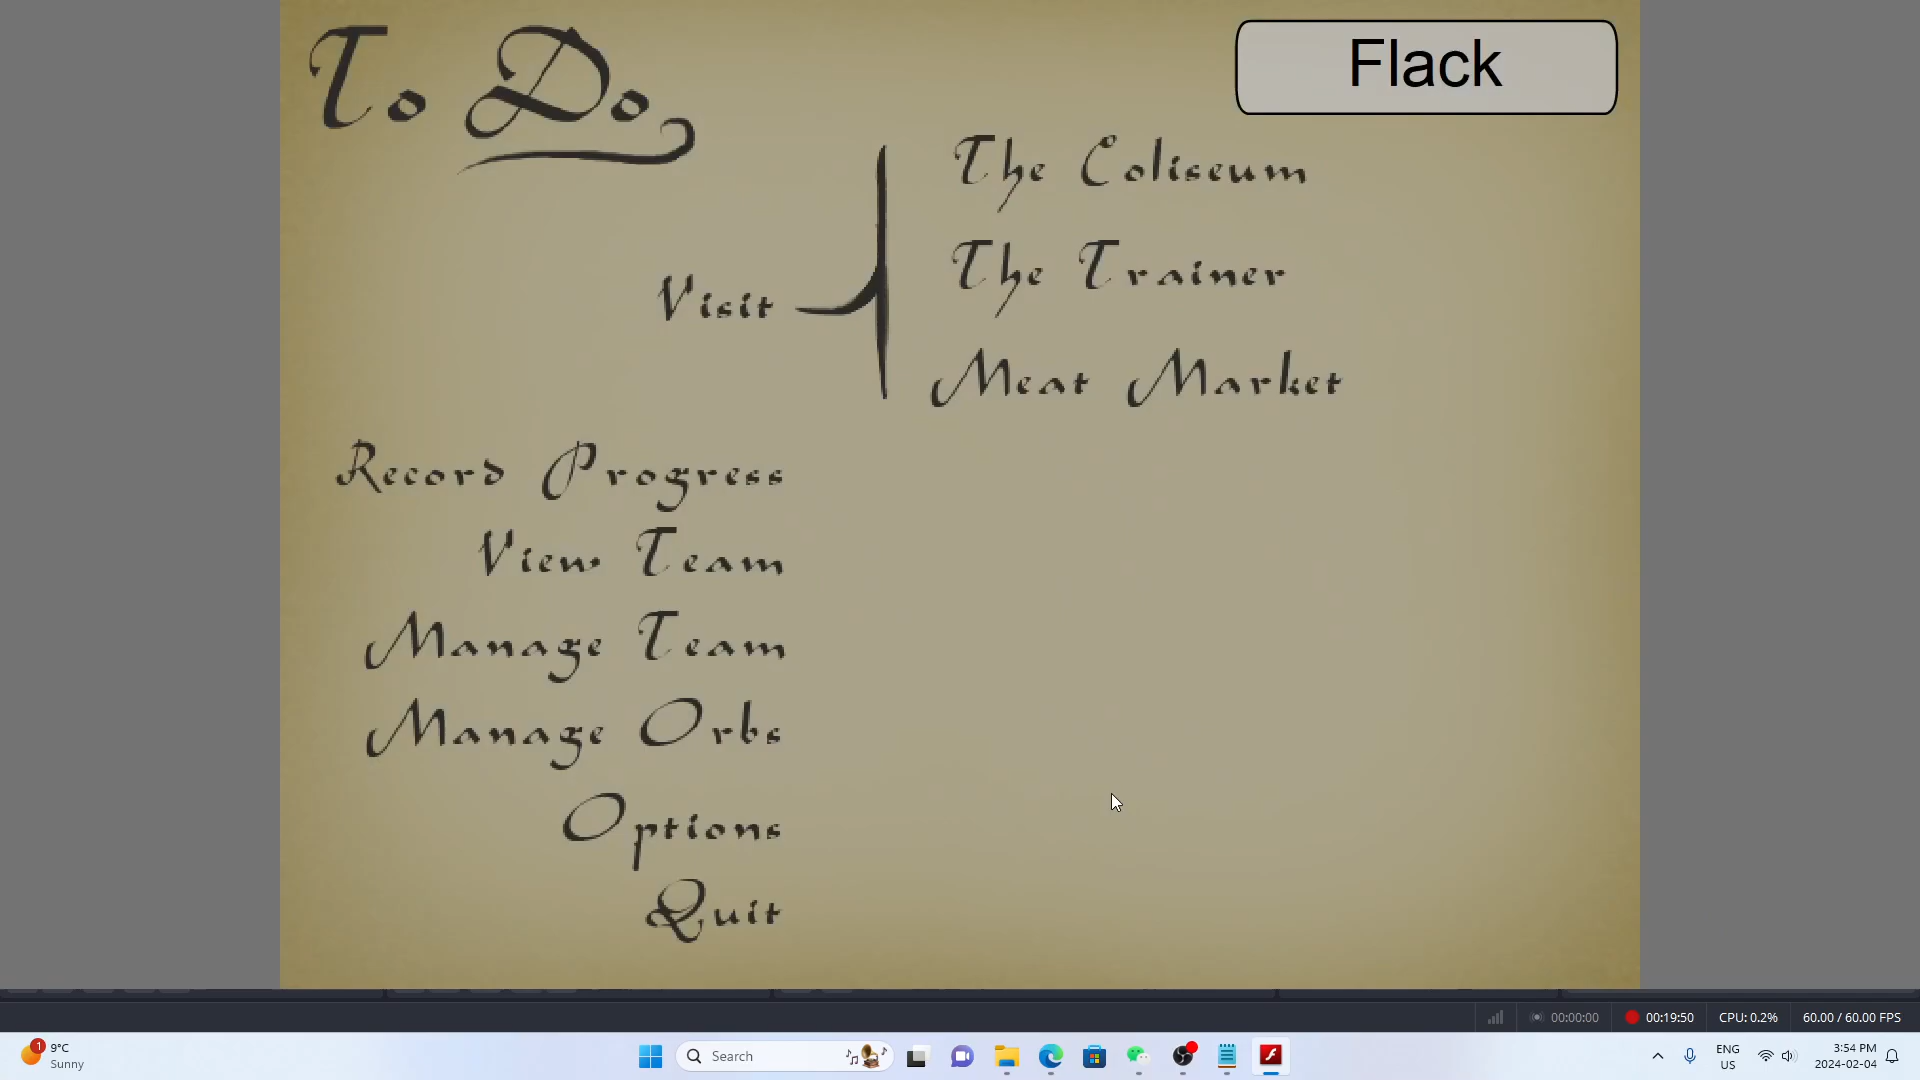 To Do
Flack
Visit
The Coliseum
The Trainer
Meat Market
Record Progress
View Team
Manage Team
Manage Orbs
Options
Quit
00:00:00
00:19:50
CPU: 0.2%
60.00 / 60.00 FPS
1
9°C
Sunny
Search
ENG
US
3:54 PM
2024-02-04